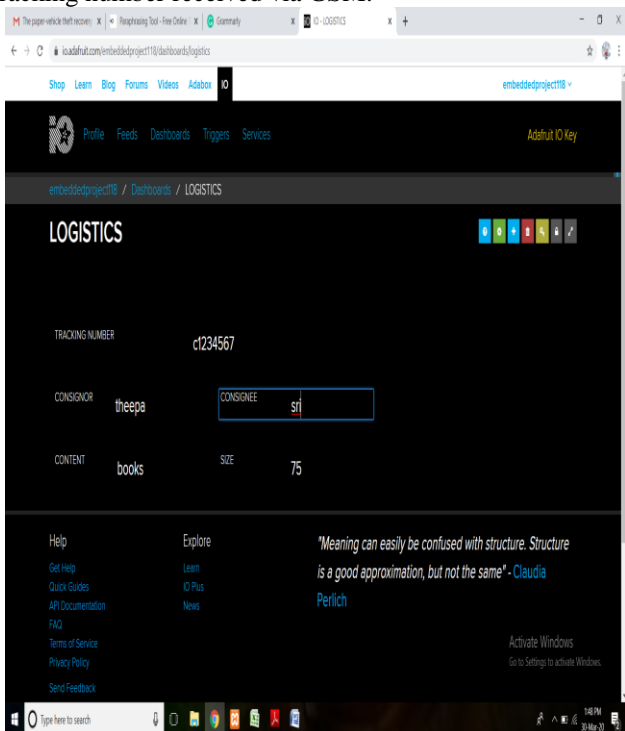 racking number received via GSM.
The paper-vehicle theft recovery x Paraphrasing Tool - Free Online x Grammarly x IO - LOGISTICS x +
io.adafruit.com/embeddedproject118/dashboards/logistics
Shop Learn Blog Forums Videos Adabox IO embeddedproject118
Profile Feeds Dashboards Triggers Services Adafruit IO Key
embeddedproject118 / Dashboards / LOGISTICS
LOGISTICS
TRACKING NUMBER c1234567
CONSIGNOR theepa CONSIGNEE sri
CONTENT books SIZE 75
Help Explore
"Meaning can easily be confused with structure. Structure
is a good approximation, but not the same" - Claudia
Perlich
Get Help Learn
Quick Guides IO Plus
API Documentation News
FAQ
Terms of Service
Privacy Policy
Send Feedback
Activate Windows
Go to Settings to activate Windows.
Type here to search
1:48 PM
30-Mar-20